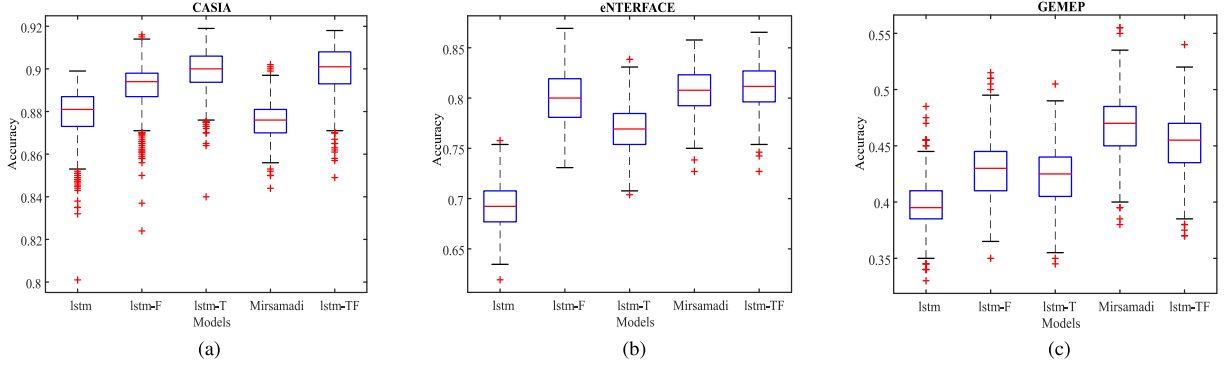 CASIA
0.92
0.9
0.88
0.86
0.84
0.82
0.8
Accuracy
lstm lstm-F lstm-T Mirsamadi lstm-TF
Models
(a)
eNTERFACE
0.85
0.8
0.75
0.7
0.65
Accuracy
lstm lstm-F lstm-T Mirsamadi lstm-TF
Models
(b)
GEMEP
0.55
0.5
0.45
0.4
0.35
Accuracy
lstm lstm-F lstm-T Mirsamadi lstm-TF
Models
(c)